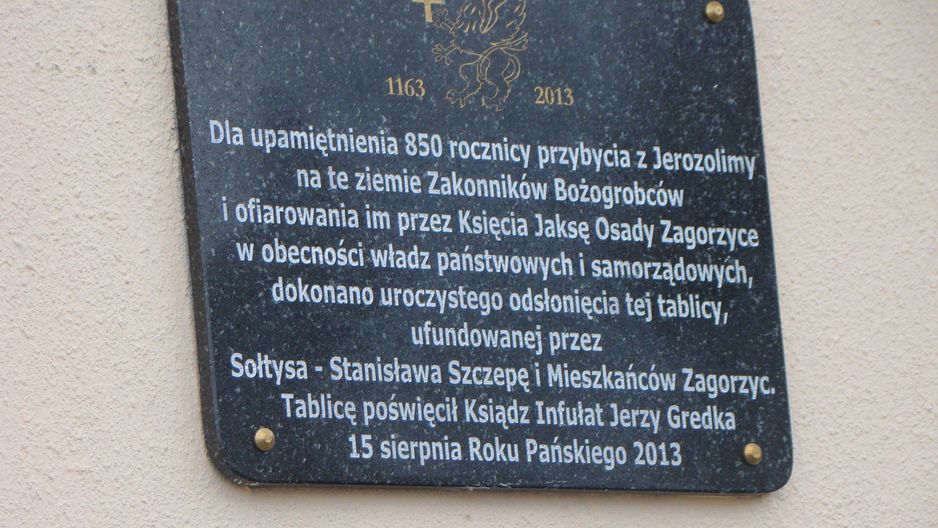 1163 2013
Dla upamiętnienia 850 rocznicy przybycia z Jerozolimy
na te ziemie Zakonników Bożogrobców
i ofiarowania im przez Księcia Jaksę Osady Zagorzyce
w obecności władz państwowych i samorządowych,
dokonano uroczystego odsłonięcia tej tablicy,
ufundowanej przez
Sołtysa - Stanisława Szczepę i Mieszkańców Zagorzyc.
Tablicę poświęcił Ksiądz Infułat Jerzy Gredka
15 sierpnia Roku Pańskiego 2013